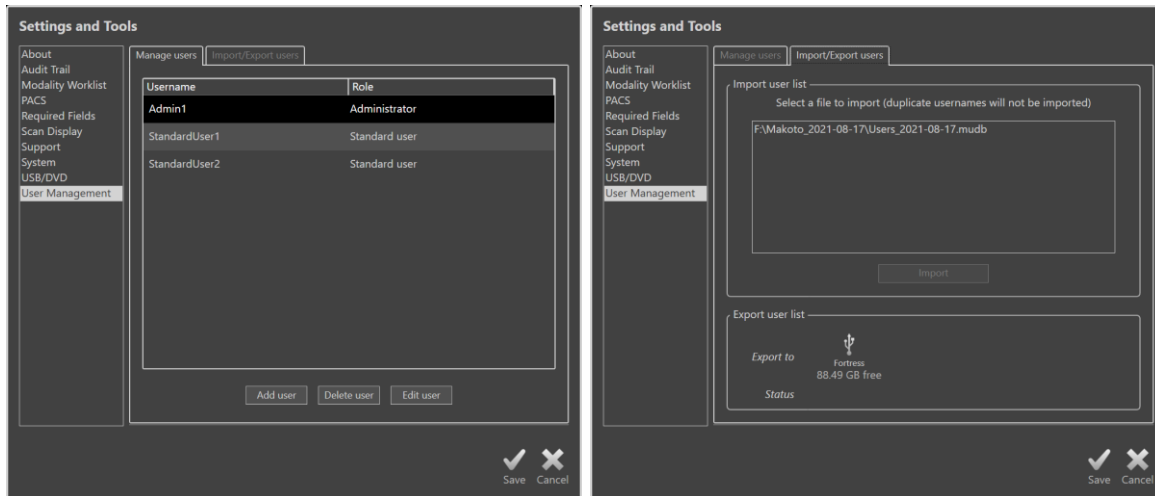 Settings and Tools
About
Audit Trail
Modality Worklist
PACS
Required Fields
Scan Display
Support
System
USB/DVD
User Management
Manage users
Import/Export users
Username
Role
Admin1
Administrator
StandardUser1
Standard user
StandardUser2
Standard user
Add user
Delete user
Edit user
Save
Cancel
Settings and Tools
About
Audit Trail
Modality Worklist
PACS
Required Fields
Scan Display
Support
System
USB/DVD
User Management
Manage users
Import/Export users
Import user list
Select a file to import (duplicate usernames will not be imported)
F:\Makoto_2021-08-17\Users_2021-08-17.mudb
Import
Export user list
Export to
Fortress
88.49 GB free
Status
Save
Cancel